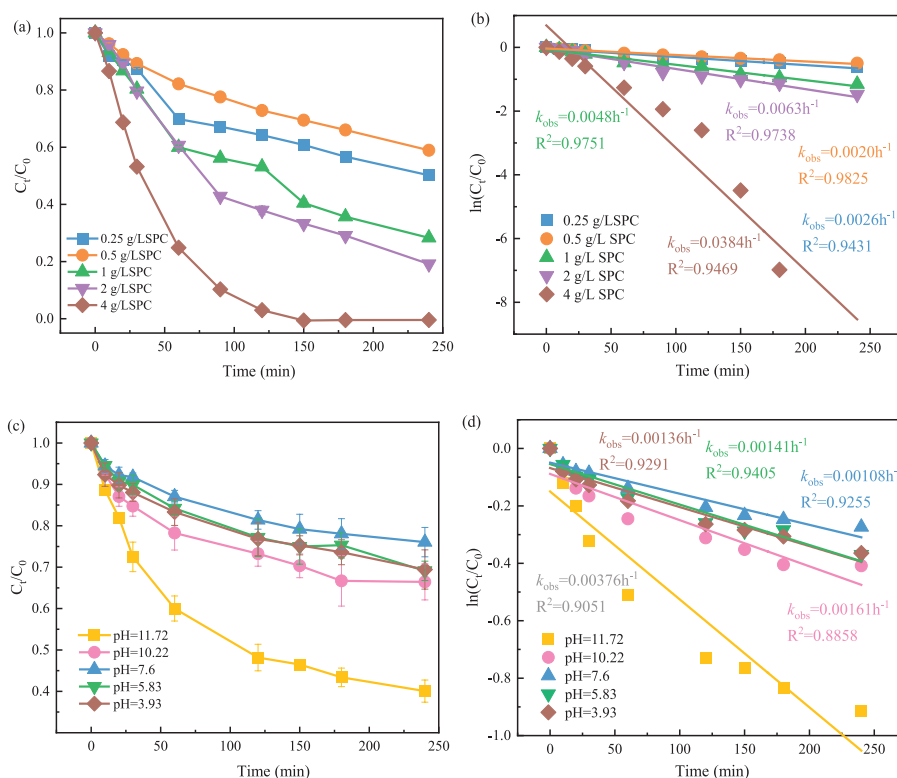 (a)
1.0
0.8
0.6
0.4
0.2
0.0
C_t/C_0
0.25 g/LSPC
0.5 g/LSPC
1 g/LSPC
2 g/LSPC
4 g/LSPC
0 50 100 150 200 250
Time (min)
(b)
0
-2
-4
-6
-8
ln(C_t/C_0)
k_obs=0.0048h^-1
R^2=0.9751
k_obs=0.0063h^-1
R^2=0.9738
k_obs=0.0020h^-1
R^2=0.9825
k_obs=0.0026h^-1
R^2=0.9431
k_obs=0.0384h^-1
R^2=0.9469
0.25 g/L SPC
0.5 g/L SPC
1 g/L SPC
2 g/L SPC
4 g/L SPC
0 50 100 150 200 250
Time (min)
(c)
1.0
0.9
0.8
0.7
0.6
0.5
0.4
C_t/C_0
pH=11.72
pH=10.22
pH=7.6
pH=5.83
pH=3.93
0 50 100 150 200 250
Time (min)
(d)
0.0
-0.2
-0.4
-0.6
-0.8
-1.0
ln(C_t/C_0)
k_obs=0.00136h^-1
R^2=0.9291
k_obs=0.00141h^-1
R^2=0.9405
k_obs=0.00108h^-1
R^2=0.9255
k_obs=0.00376h^-1
R^2=0.9051
k_obs=0.00161h^-1
R^2=0.8858
pH=11.72
pH=10.22
pH=7.6
pH=5.83
pH=3.93
0 50 100 150 200 250
Time (min)